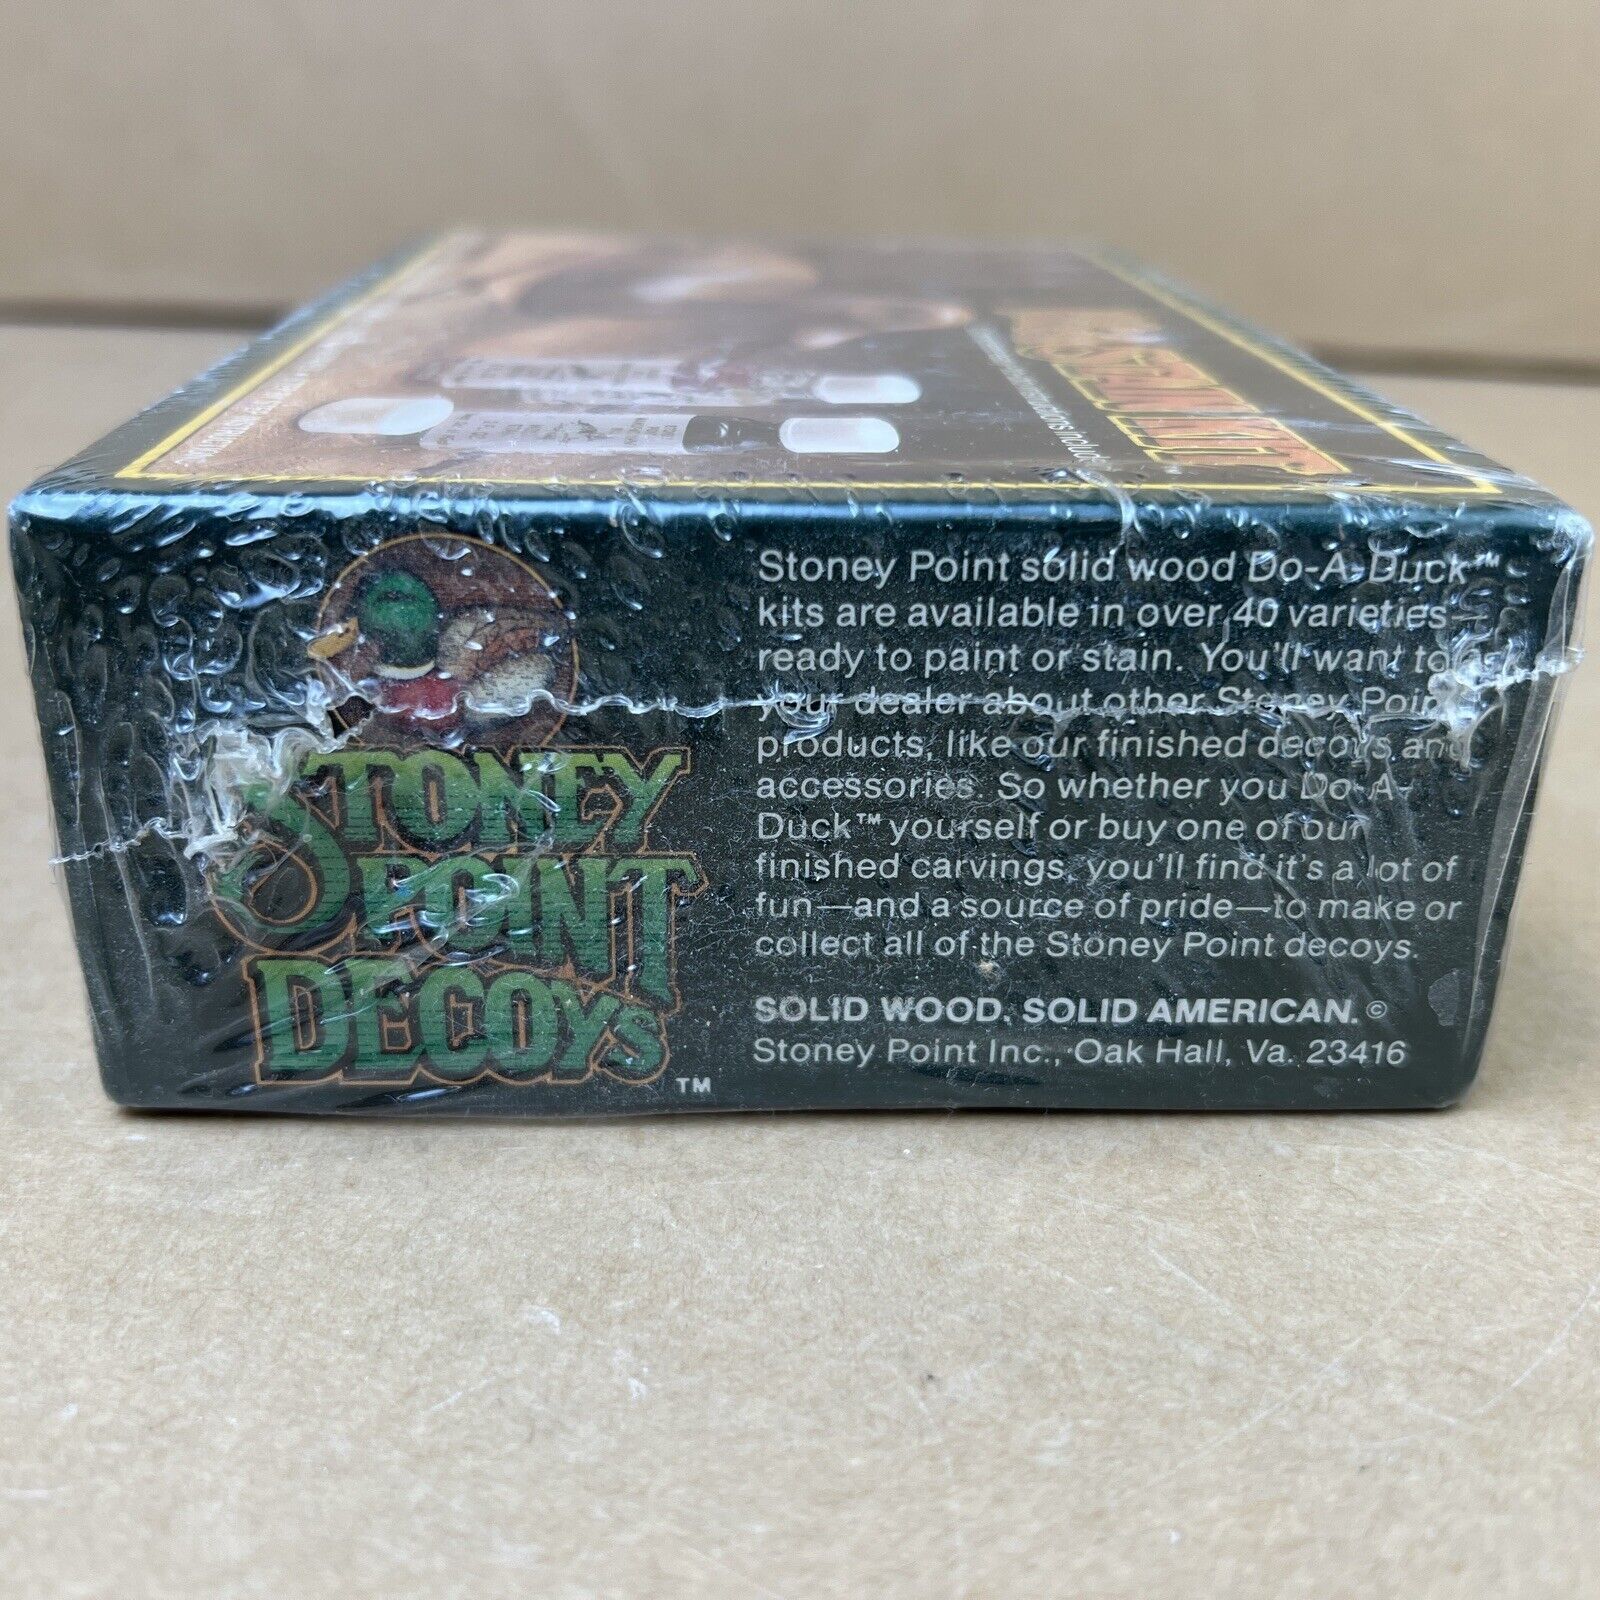 STONEY
POINT
DECOYS
TM
Stoney Point solid wood Do-A-Duck™
kits are available in over 40 varieties—
ready to paint or stain. You'll want to
your dealer about other Stoney Point
products, like our finished decoys and
accessories. So whether you Do-A-
Duck™ yourself or buy one of our
finished carvings, you'll find it's a lot of
fun—and a source of pride—to make or
collect all of the Stoney Point decoys.
SOLID WOOD. SOLID AMERICAN.©
Stoney Point Inc., Oak Hall, Va. 23416